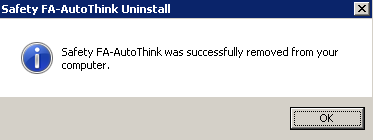 Safety FA-AutoThink Uninstall
Safety FA-AutoThink was successfully removed from your
computer.
OK